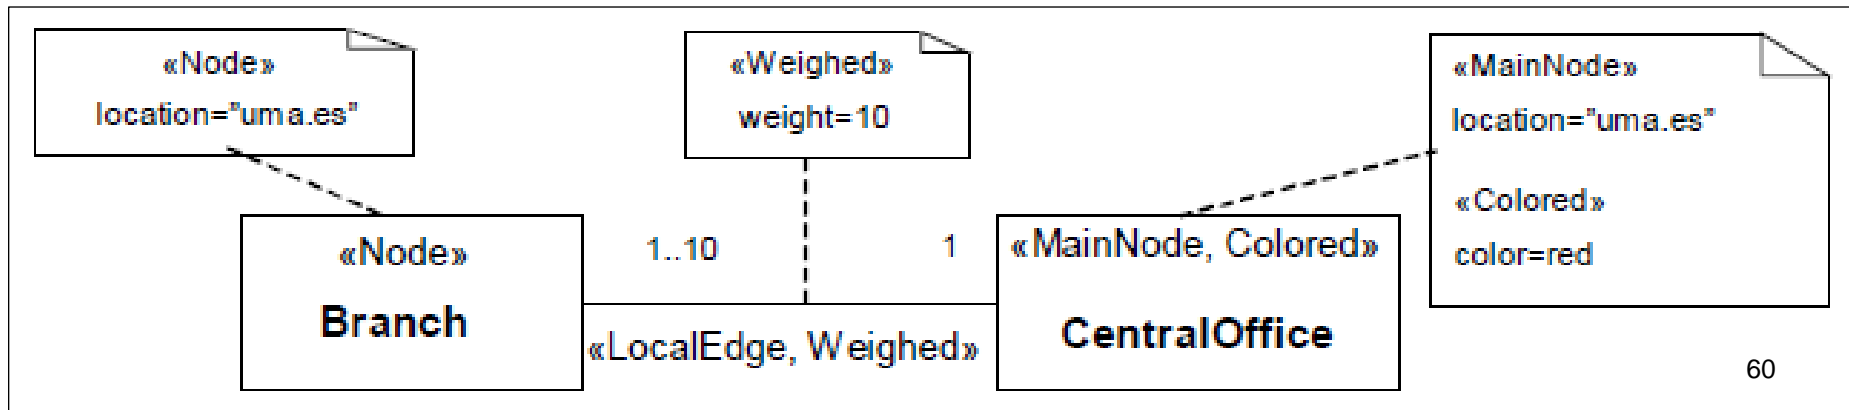 «Node»
location="uma.es"
«Weighed»
weight=10
«MainNode»
location="uma.es"
«Colored»
color=red
«Node»
Branch
1..10
1
«LocalEdge, Weighed»
«MainNode, Colored»
CentralOffice
60